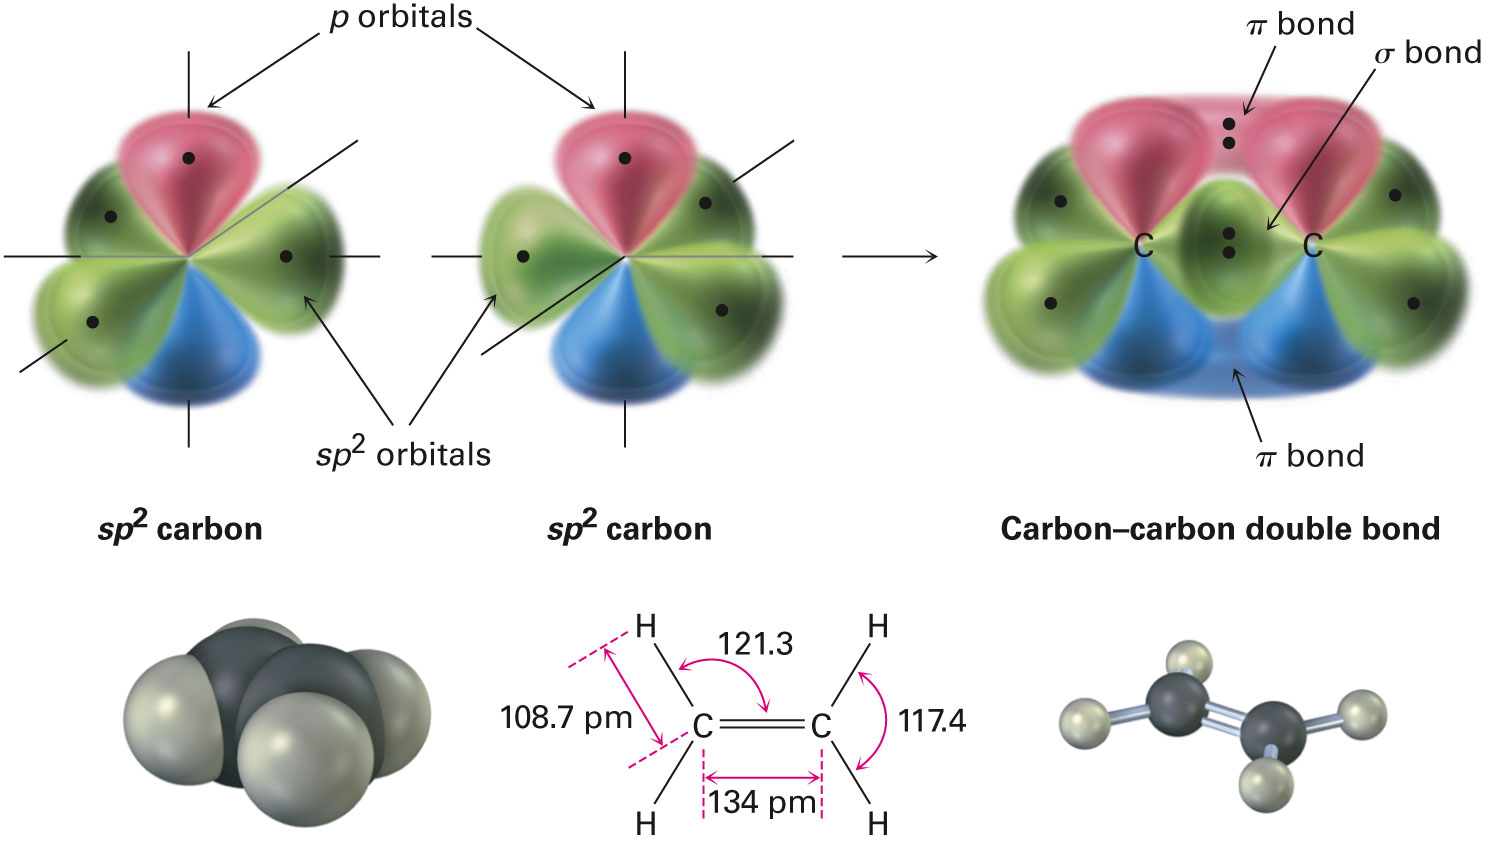 p orbitals
π bond
σ bond
C
C
sp² orbitals
π bond
sp² carbon
sp² carbon
Carbon–carbon double bond
H
H
121.3
108.7 pm
C
C
117.4
134 pm
H
H